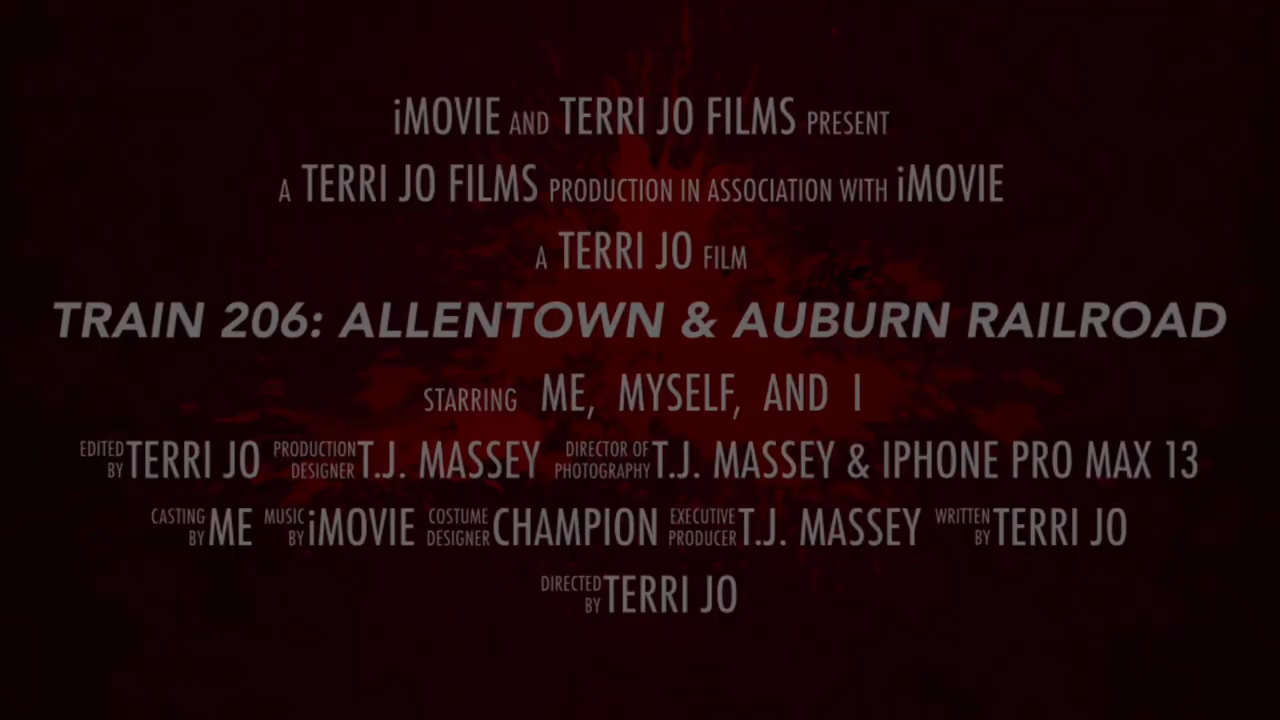 iMOVIE AND TERRI JO FILMS PRESENT
A TERRI JO FILMS PRODUCTION IN ASSOCIATION WITH iMOVIE
A TERRI JO FILM
TRAIN 206: ALLENTOWN & AUBURN RAILROAD
STARRING ME, MYSELF, AND I
EDITED BY TERRI JO PRODUCTION DESIGNER T.J. MASSEY DIRECTOR OF PHOTOGRAPHY T.J. MASSEY & IPHONE PRO MAX 13
CASTING BY ME MUSIC BY iMOVIE COSTUME DESIGNER CHAMPION EXECUTIVE PRODUCER T.J. MASSEY WRITTEN BY TERRI JO
DIRECTED BY TERRI JO